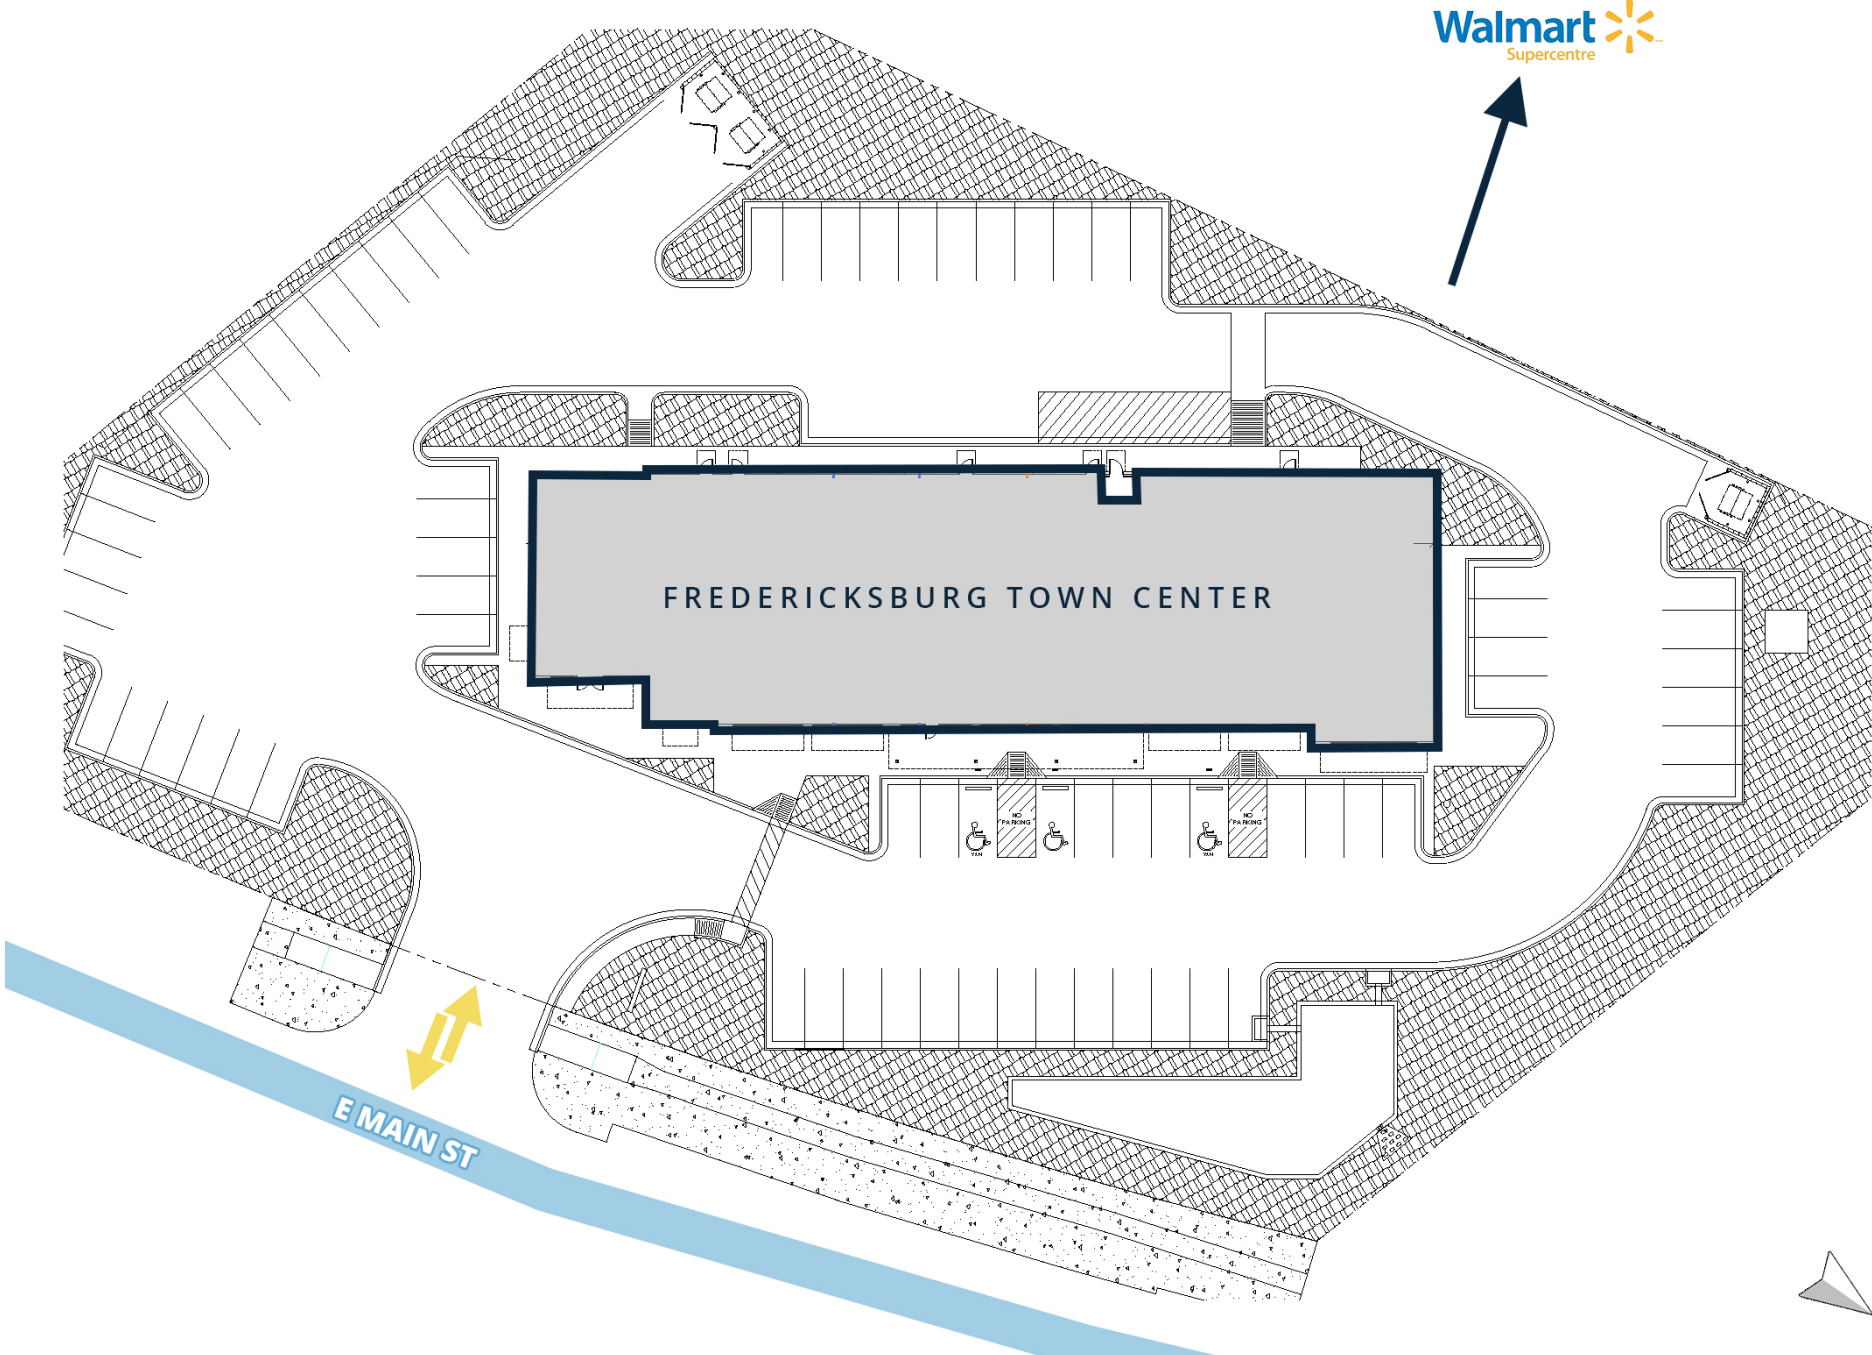 Walmart
Supercentre
FREDERICKSBURG TOWN CENTER
NO
PARKING
NO
PARKING
VAN
VAN
E MAIN ST